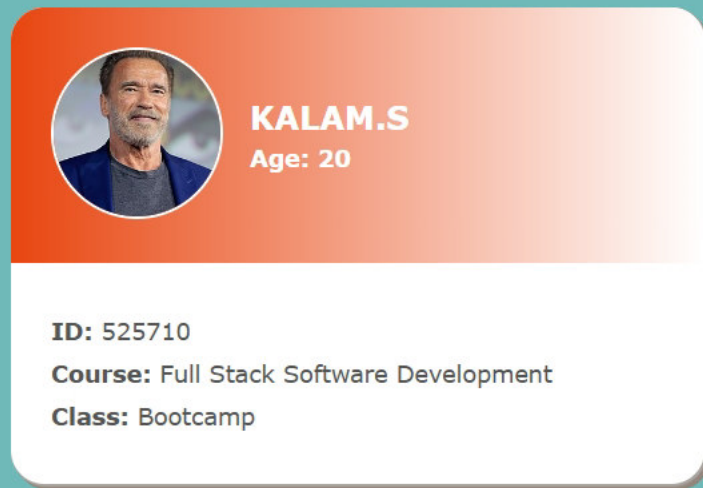 KALAM.S
Age: 20
ID: 525710
Course: Full Stack Software Development
Class: Bootcamp